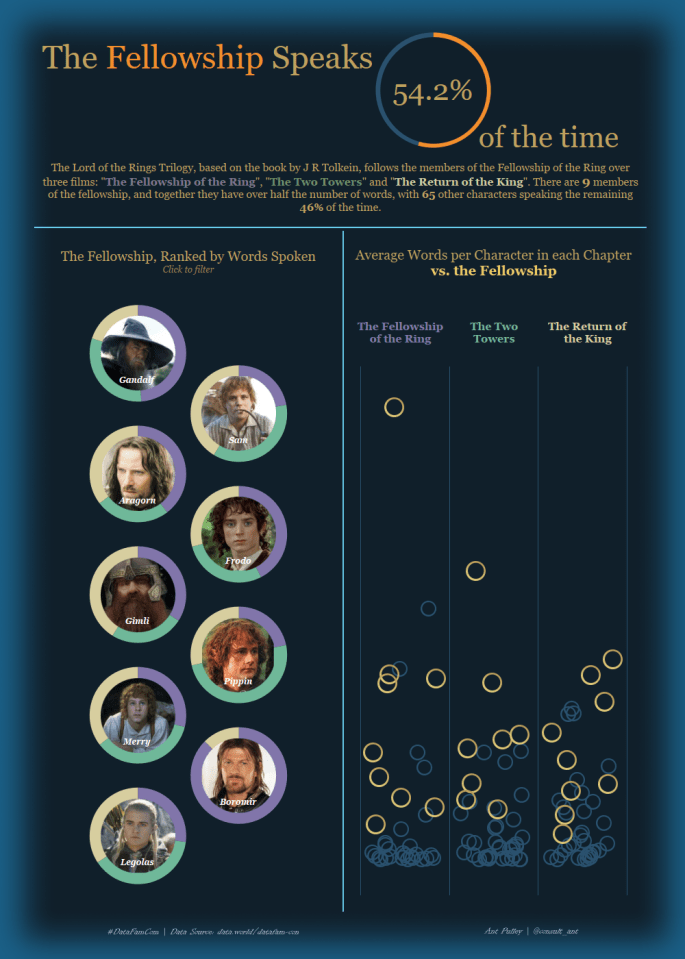 The Fellowship Speaks
54.2%
of the time
The Lord of the Rings Trilogy, based on the book by J R Tolkein, follows the members of the Fellowship of the Ring over
three films: "The Fellowship of the Ring", "The Two Towers" and "The Return of the King". There are 9 members
of the fellowship, and together they have over half the number of words, with 65 other characters speaking the remaining
46% of the time.
The Fellowship, Ranked by Words Spoken
Click to filter
Gandalf
Sam
Aragorn
Frodo
Gimli
Pippin
Merry
Boromir
Legolas
Average Words per Character in each Chapter
vs. the Fellowship
The Fellowship
of the Ring
The Two
Towers
The Return of
the King
#DataFamCon | Data Source: data.world/datafam-con
Ant Pulley | @consult_ant